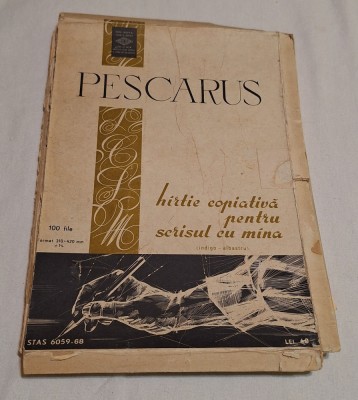 PESCARUS
hîrtie copiativă
pentru
scrisul cu mîna
(indigo - albastru)
100 file
STAS 6059-68
LEI